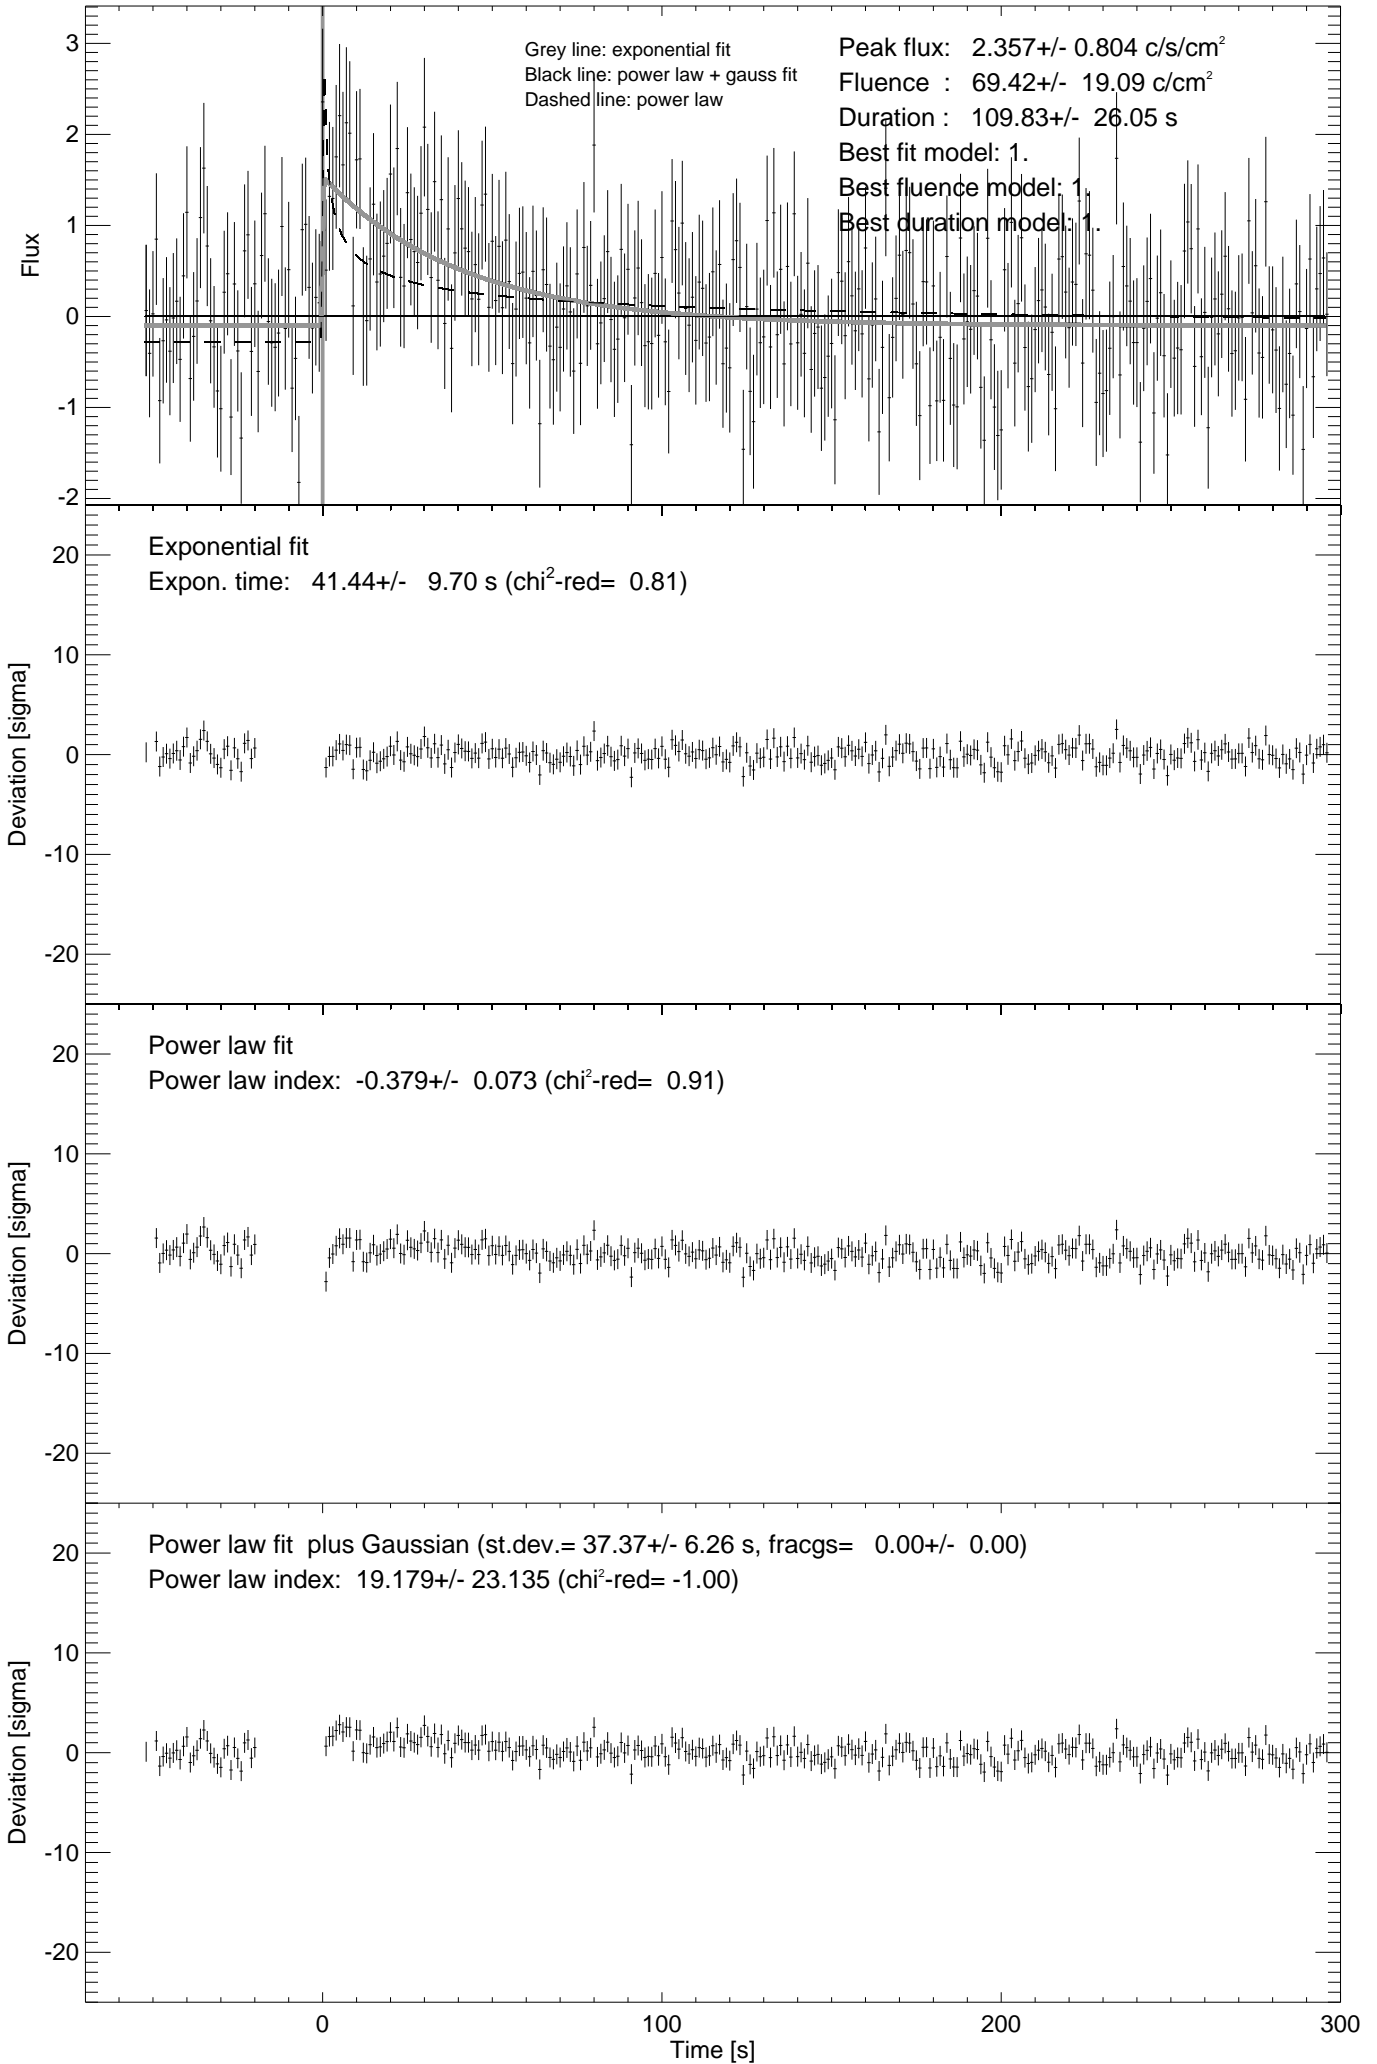 Grey line: exponential fit
Black line: power law + gauss fit
Dashed line: power law
Peak flux: 2.357+/- 0.804 c/s/cm²
Fluence : 69.42+/- 19.09 c/cm²
Duration : 109.83+/- 26.05 s
Best fit model: 1.
Best fluence model: 1.
Best duration model: 1.
3
2
1
0
-1
-2
Flux
Exponential fit
Expon. time: 41.44+/- 9.70 s (chi²-red= 0.81)
20
10
0
-10
-20
Deviation [sigma]
Power law fit
Power law index: -0.379+/- 0.073 (chi²-red= 0.91)
20
10
0
-10
-20
Deviation [sigma]
Power law fit plus Gaussian (st.dev.= 37.37+/- 6.26 s, fracgs= 0.00+/- 0.00)
Power law index: 19.179+/- 23.135 (chi²-red= -1.00)
20
10
0
-10
-20
Deviation [sigma]
0 100 200 300
Time [s]